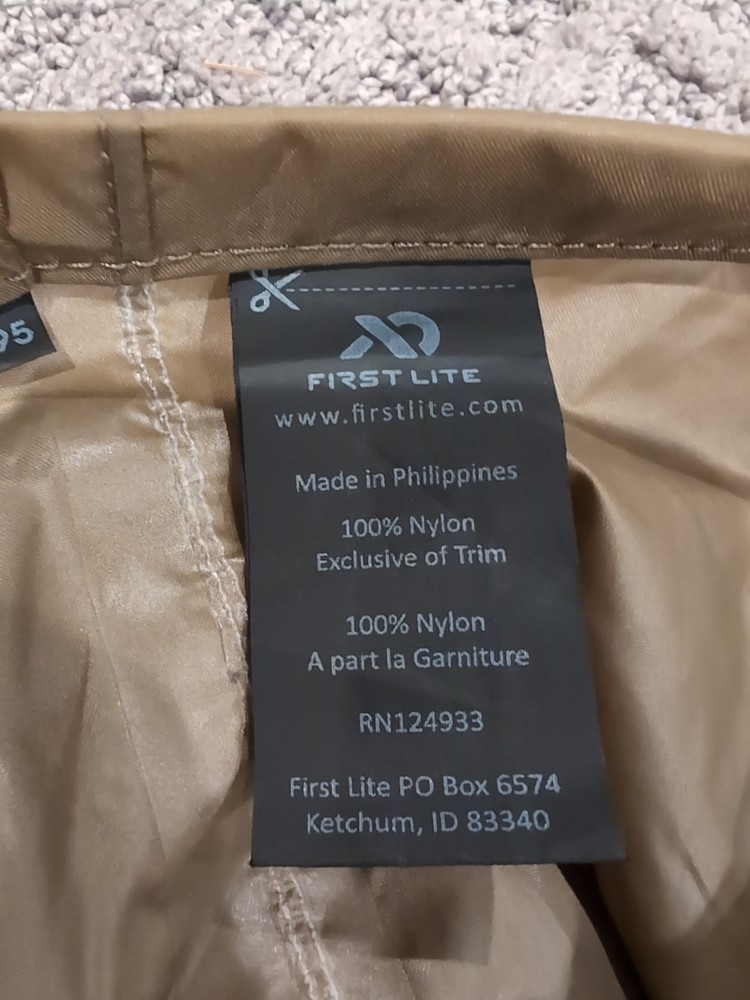 95
FIRST LITE
www.firstlite.com
Made in Philippines
100% Nylon
Exclusive of Trim
100% Nylon
A part la Garniture
RN124933
First Lite PO Box 6574
Ketchum, ID 83340